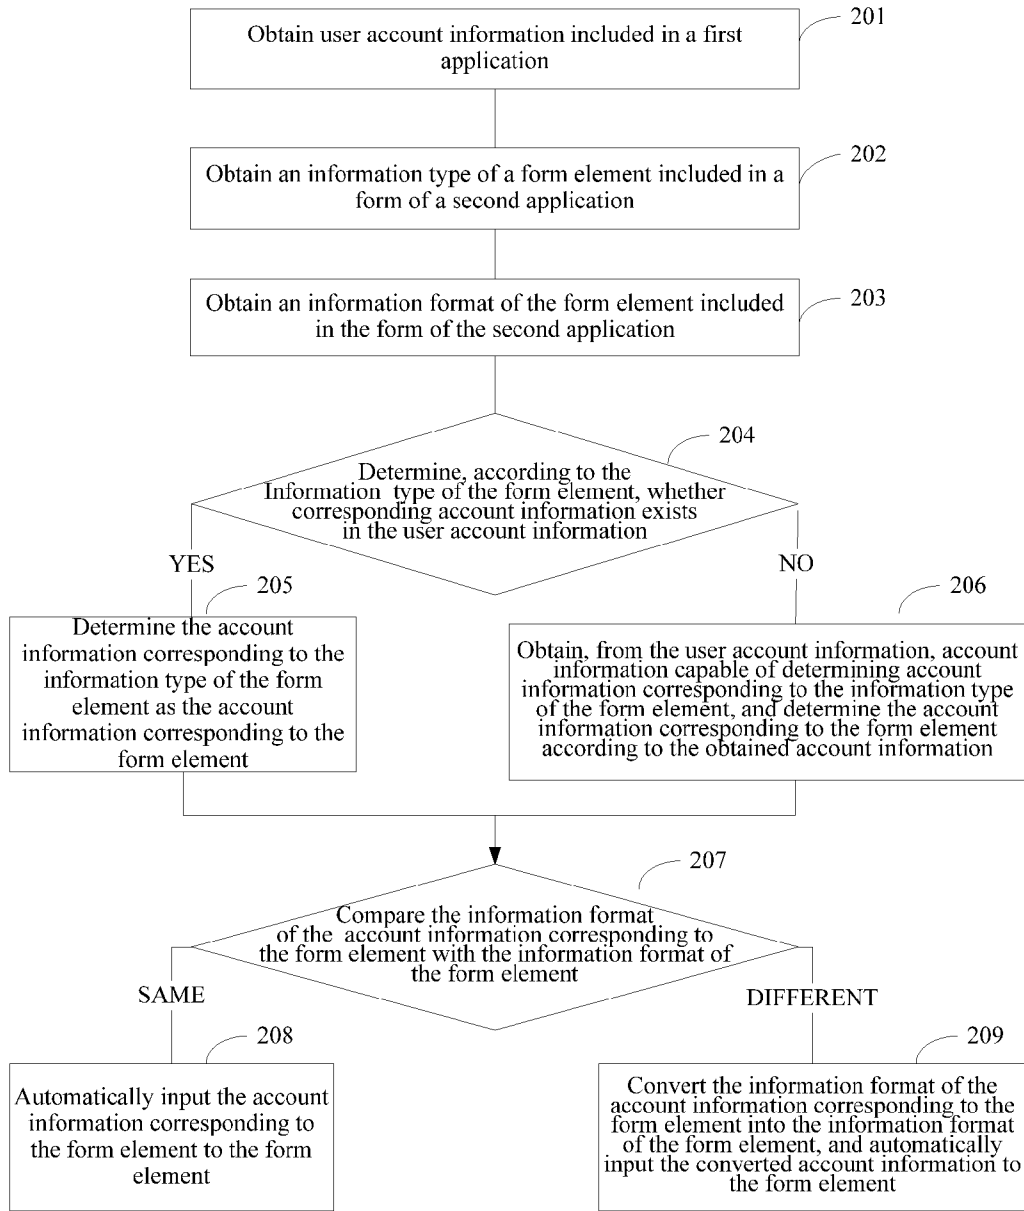 201
Obtain user account information included in a first
application
202
Obtain an information type of a form element included in a
form of a second application
203
Obtain an information format of the form element included
in the form of the second application
204
Determine, according to the
Information type of the form element, whether
corresponding account information exists
in the user account information
YES
NO
205
Determine the account
information corresponding to the
information type of the form
element as the account
information corresponding to the
form element
206
Obtain, from the user account information, account
information capable of determining account
information corresponding to the information type
of the form element, and determine the account
information corresponding to the form element
according to the obtained account information
207
Compare the information format
of the account information corresponding to
the form element with the information format of
the form element
SAME
DIFFERENT
208
Automatically input the account
information corresponding to
the form element to the form
element
209
Convert the information format of the
account information corresponding to the
form element into the information format
of the form element, and automatically
input the converted account information to
the form element